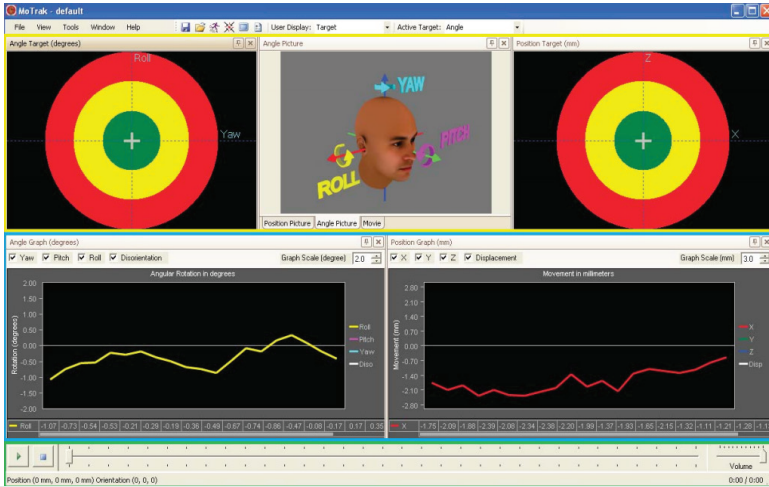 MoTrak - default
File View Tools Window Help User Display: Target Active Target: Angle
Angle Target (degrees)
Roll
Yaw
Angle Picture
YAW
PITCH
ROLL
Position Picture Angle Picture Movie
Position Target (mm)
Z
X
Angle Graph (degrees)
Yaw Pitch Roll Disorientation Graph Scale (degree) 2.0
Angular Rotation in degrees
Rotation (degrees)
2.00
1.50
1.00
0.50
0.00
-0.50
-1.00
-1.50
-2.00
Roll
Pitch
Yaw
Diso
Roll -1.07 -0.73 -0.54 -0.53 -0.21 -0.28 -0.19 -0.36 -0.49 -0.67 -0.74 -0.86 -0.47 -0.08 -0.17 0.17 0.35
Position Graph (mm)
X Y Z Displacement Graph Scale (mm) 3.0
Movement in millimeters
Movement (mm)
2.80
2.10
1.40
0.70
0.00
-0.70
-1.40
-2.10
-2.80
X
Y
Z
Disp
X -1.75 -2.09 -1.88 -2.39 -2.08 -2.34 -2.36 -2.20 -1.99 -1.37 -1.93 -1.65 -2.15 -1.32 -1.11 -1.21 -1.28
Volume
Position (0 mm, 0 mm, 0 mm) Orientation (0, 0, 0) 0:00 / 0:00